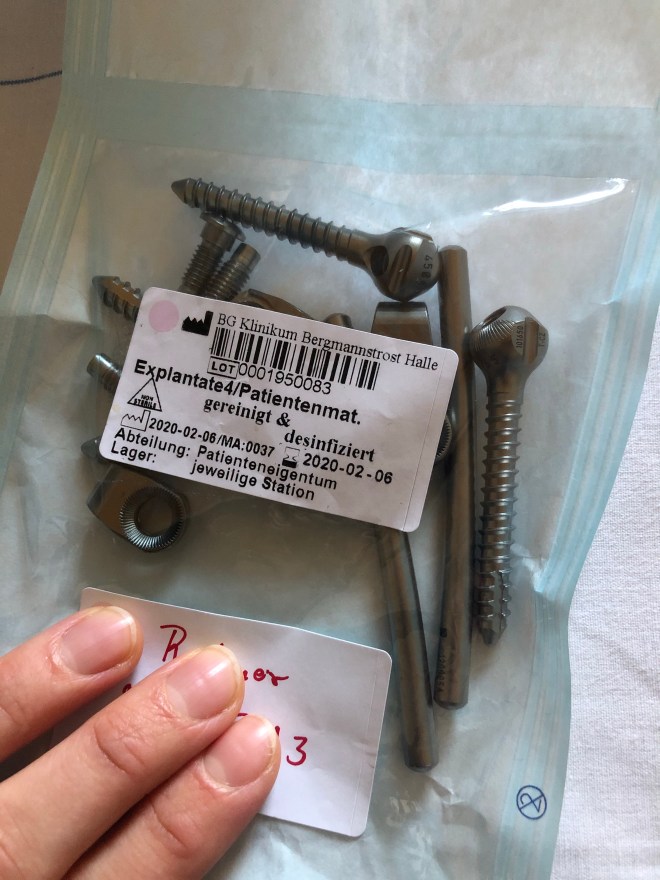 BG Klinikum Bergmannstrost Halle
LOT 0001950083
Explantate4/Patientenmat.
gereinigt &
desinfiziert
NON STERILE
2020-02-06/MA:0037 2020-02-06
Abteilung: Patienteneigentum
Lager: jeweilige Station